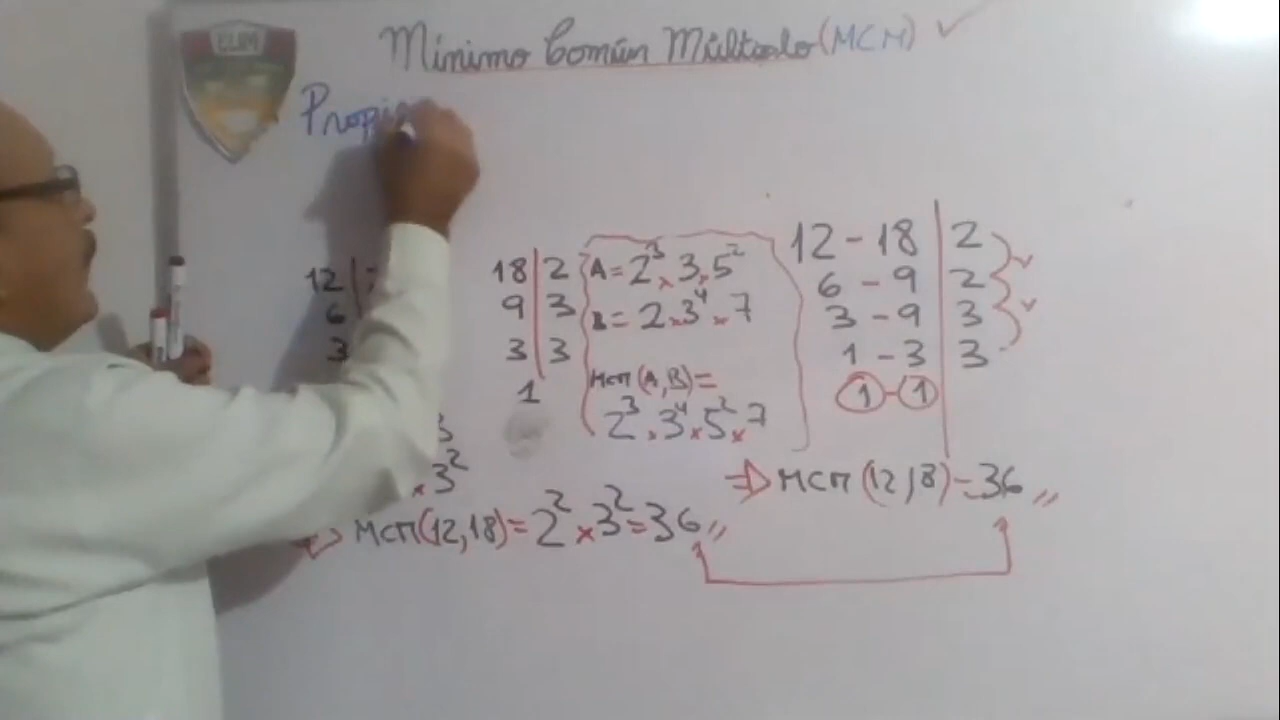 Mínimo Común Múltiplo (MCM) ✓
Propi
12
6
3
3
× 3²
⇨ MCM(12,18) = 2² × 3² = 36 //
18 | 2
9 | 3
3 | 3
1
A = 2³ × 3 × 5²
B = 2 × 3⁴ × 7
MCM (A, B) =
2³ × 3⁴ × 5² × 7
12 - 18 | 2
6 - 9 | 2
3 - 9 | 3
1 - 3 | 3
1 - 1
⇨ MCM (12,18) = 36 //